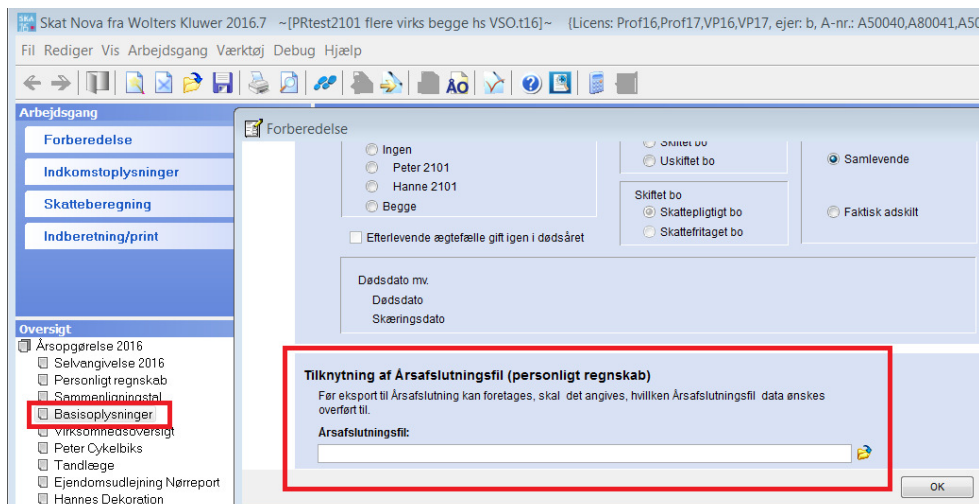 Skat Nova fra Wolters Kluwer 2016.7 ~[PRtest2101 flere virks begge hs VSO.t16]~ {Licens: Prof16,Prof17,VP16,VP17, ejer: b, A-nr.: A50040,A80041,A50
Fil Rediger Vis Arbejdsgang Værktøj Debug Hjælp
ÅO
Arbejdsgang
Forberedelse
Indkomstoplysninger
Skatteberegning
Indberetning/print
Oversigt
Årsopgørelse 2016
Selvangivelse 2016
Personligt regnskab
Sammenligningstal
Basisoplysninger
Virksomhedsoversigt
Peter Cykelbiks
Tandlæge
Ejendomsudlejning Nørreport
Hannes Dekoration
Forberedelse
Ingen
Peter 2101
Hanne 2101
Begge
Efterlevende ægtefælle gift igen i dødsåret
Skiftet bo
Uskiftet bo
Skiftet bo
Skattepligtigt bo
Skattefritaget bo
Samlevende
Faktisk adskilt
Dødsdato mv.
Dødsdato
Skæringsdato
Tilknytning af Årsafslutningsfil (personligt regnskab)
Før eksport til Årsafslutning kan foretages, skal det angives, hvillken Årsafslutningsfil data ønskes
overført til.
Årsafslutningsfil:
OK